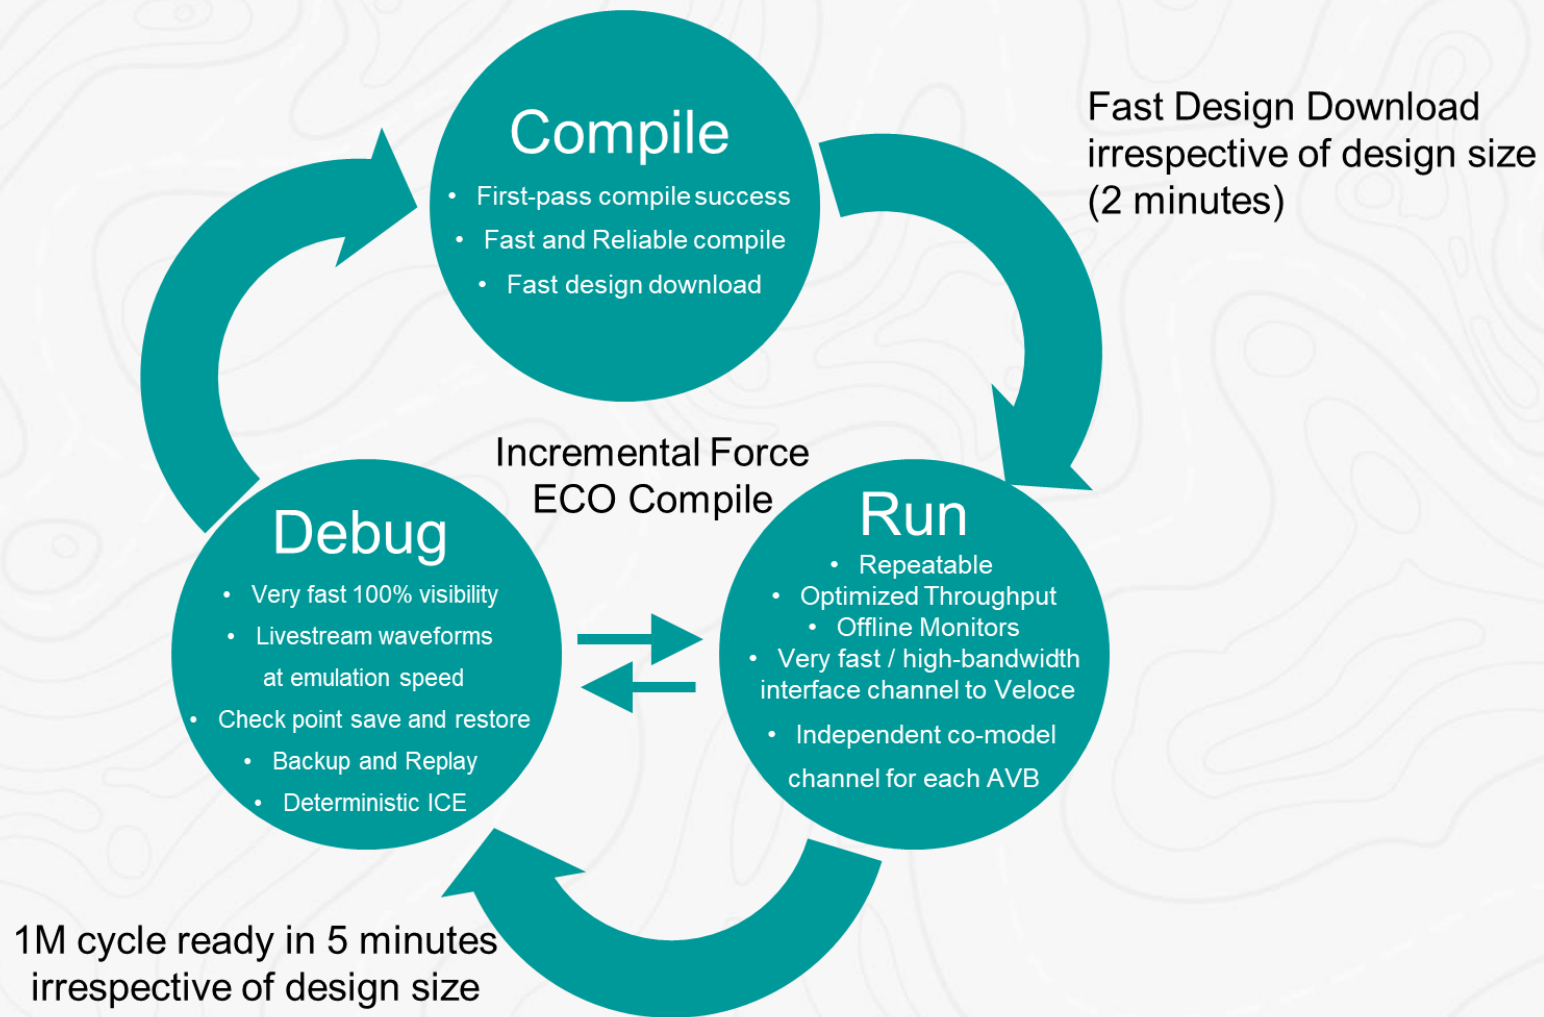 Compile
• First-pass compile success
• Fast and Reliable compile
• Fast design download
Fast Design Download
irrespective of design size
(2 minutes)
Incremental Force
ECO Compile
Debug
• Very fast 100% visibility
• Livestream waveforms
at emulation speed
• Check point save and restore
• Backup and Replay
• Deterministic ICE
Run
• Repeatable
• Optimized Throughput
• Offline Monitors
• Very fast / high-bandwidth
interface channel to Veloce
• Independent co-model
channel for each AVB
1M cycle ready in 5 minutes
irrespective of design size